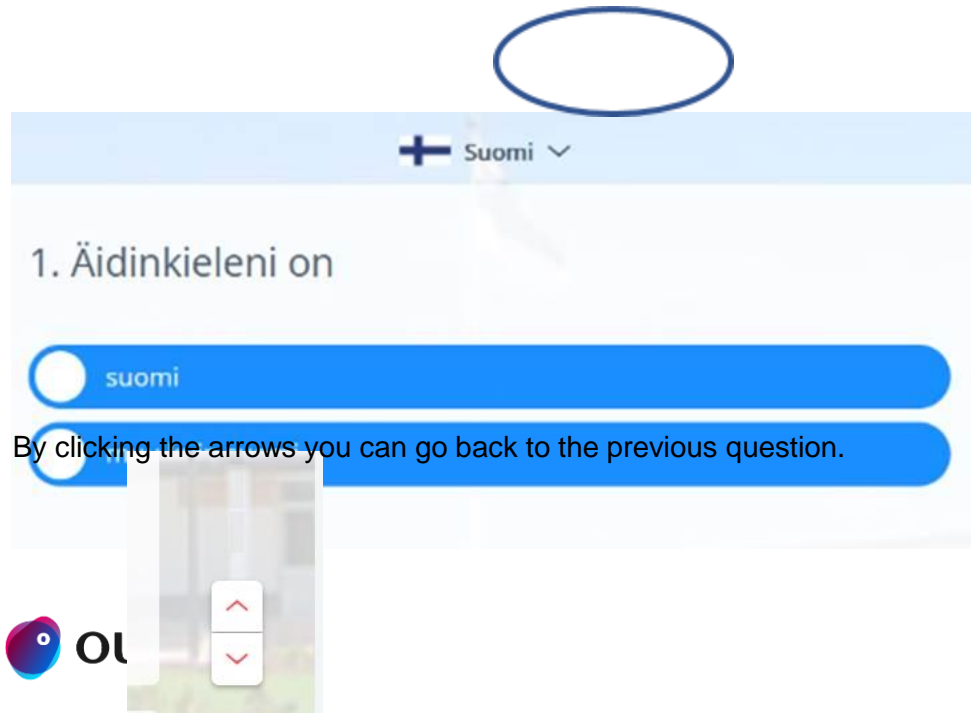 Suomi
1. Äidinkieleni on
suomi
By clicking the arrows you can go back to the previous question.